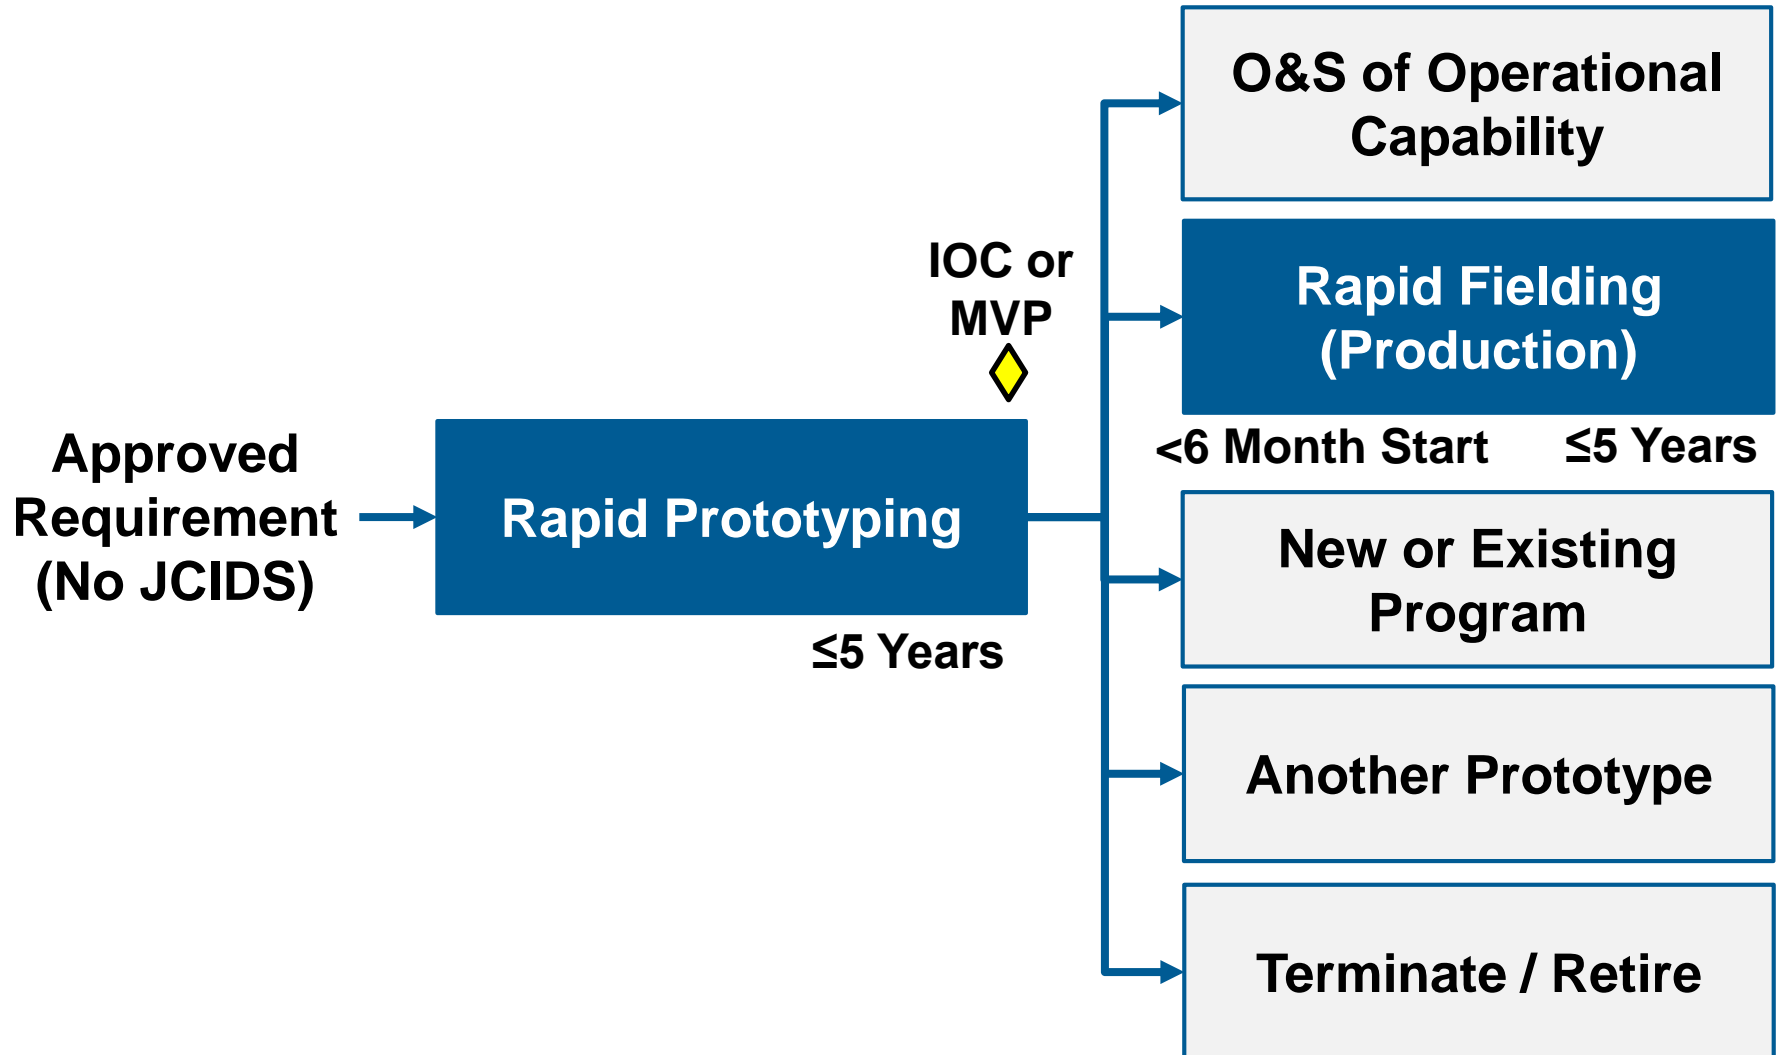 Approved
Requirement
(No JCIDS)
Rapid Prototyping
≤5 Years
IOC or
MVP
O&S of Operational
Capability
Rapid Fielding
(Production)
<6 Month Start
≤5 Years
New or Existing
Program
Another Prototype
Terminate / Retire